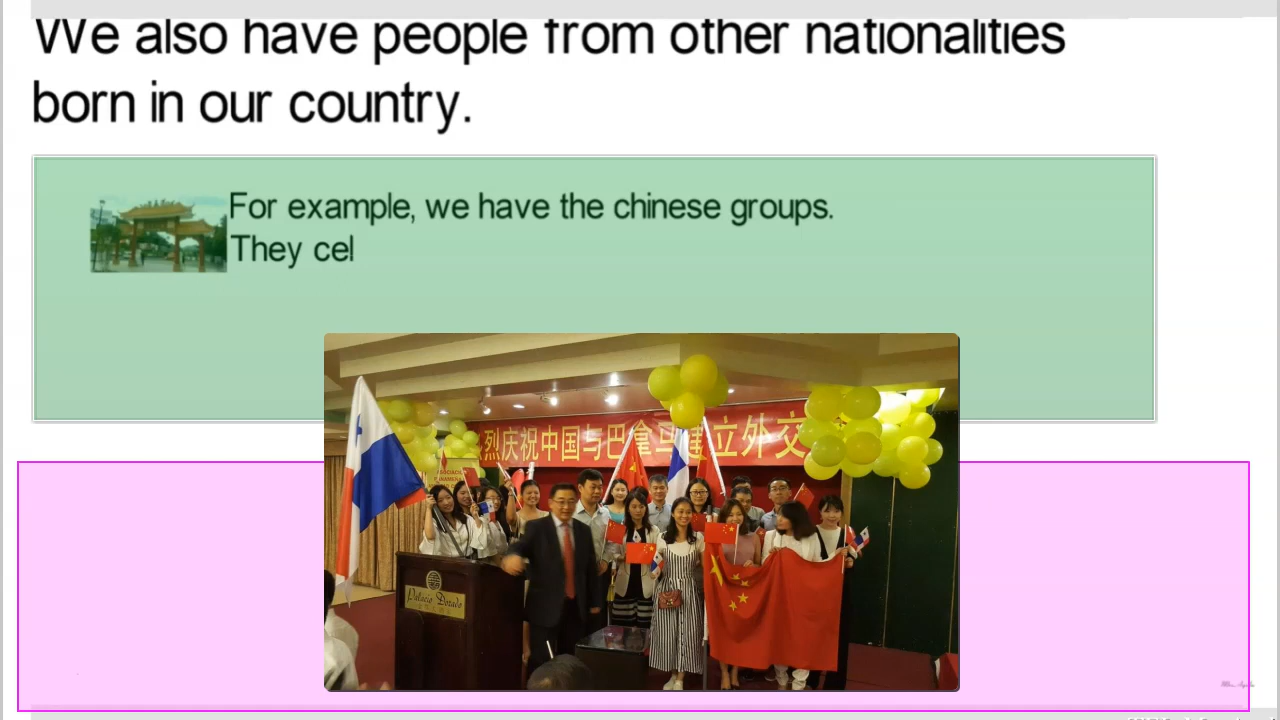 We also have people from other nationalities
born in our country.
For example, we have the chinese groups.
They cel
烈庆祝中国与巴拿马建立外交
Palacio Dorado